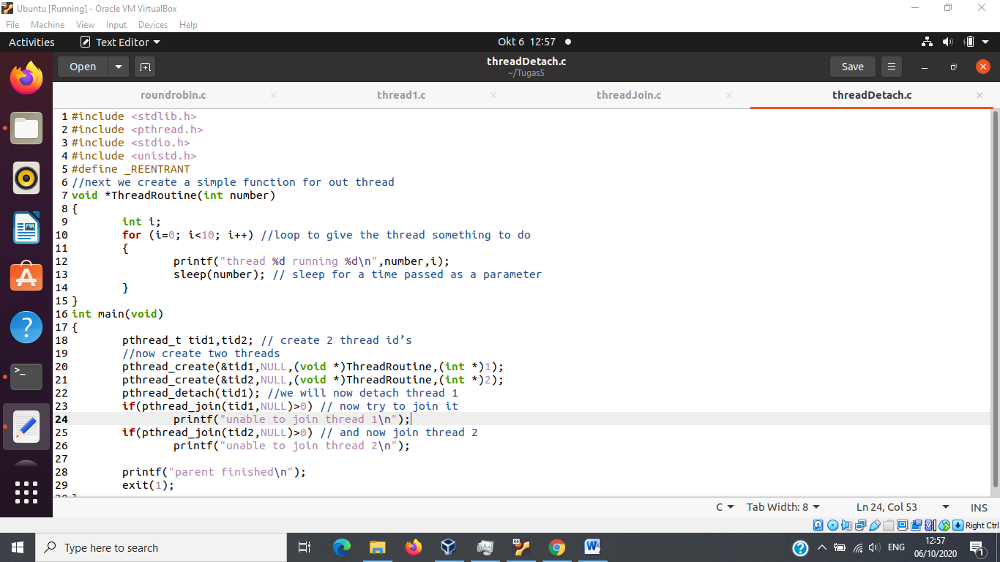 Ubuntu [Running] - Oracle VM VirtualBox
File Machine View Input Devices Help
Activities Text Editor Okt 6 12:57
Open threadDetach.c Save
~/Tugas5
roundrobin.c thread1.c threadJoin.c threadDetach.c
1 #include <stdlib.h>
2 #include <pthread.h>
3 #include <stdio.h>
4 #include <unistd.h>
5 #define _REENTRANT
6 //next we create a simple function for out thread
7 void *ThreadRoutine(int number)
8 {
9 int i;
10 for (i=0; i<10; i++) //loop to give the thread something to do
11 {
12 printf("thread %d running %d\n",number,i);
13 sleep(number); // sleep for a time passed as a parameter
14 }
15 }
16 int main(void)
17 {
18 pthread_t tid1,tid2; // create 2 thread id’s
19 //now create two threads
20 pthread_create(&tid1,NULL,(void *)ThreadRoutine,(int *)1);
21 pthread_create(&tid2,NULL,(void *)ThreadRoutine,(int *)2);
22 pthread_detach(tid1); //we will now detach thread 1
23 if(pthread_join(tid1,NULL)>0) // now try to join it
24 printf("unable to join thread 1\n");
25 if(pthread_join(tid2,NULL)>0) // and now join thread 2
26 printf("unable to join thread 2\n");
27
28 printf("parent finished\n");
29 exit(1);
C Tab Width: 8 Ln 24, Col 53 INS
Right Ctrl
Type here to search ENG 12:57
06/10/2020 1